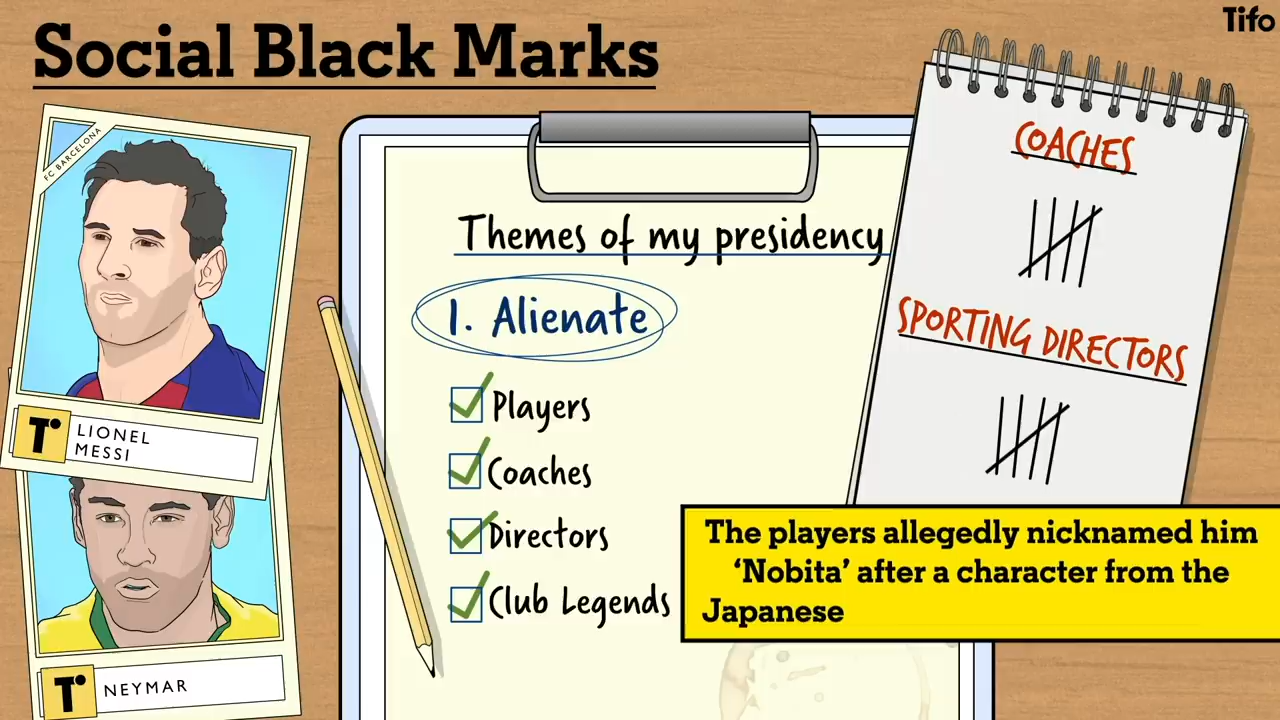 Tifo
Social Black Marks
FC BARCELONA
T
LIONEL
MESSI
T
NEYMAR
Themes of my presidency
1. Alienate
Players
Coaches
Directors
Club Legends
COACHES
SPORTING DIRECTORS
The players allegedly nicknamed him
‘Nobita’ after a character from the
Japanese